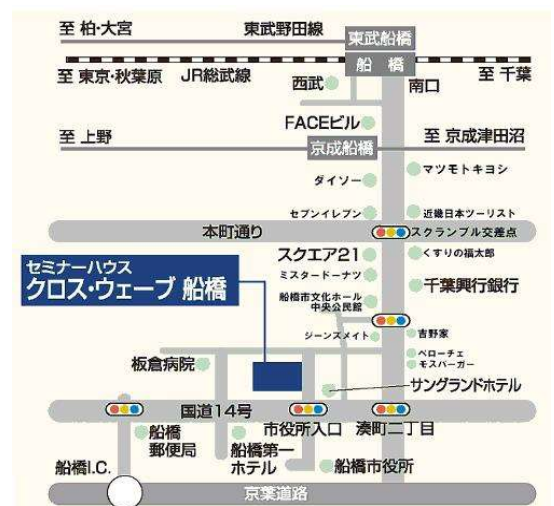 至 柏・大宮
東武野田線
東武船橋
船 橋
至 東京・秋葉原
JR総武線
西武
南口
至 千葉
FACEビル
至 上野
京成船橋
至 京成津田沼
マツモトキヨシ
ダイソー
セブンイレブン
近畿日本ツーリスト
本町通り
スクランブル交差点
セミナーハウス
クロス・ウェーブ 船橋
スクエア21
くすりの福太郎
ミスタードーナツ
千葉興行銀行
船橋市文化ホール
中央公民館
ジーンズメイト
吉野家
ベローチェ
モスバーガー
板倉病院
サングランドホテル
国道14号
市役所入口
湊町二丁目
船橋
郵便局
船橋第一
ホテル
船橋市役所
船橋I.C.
京葉道路